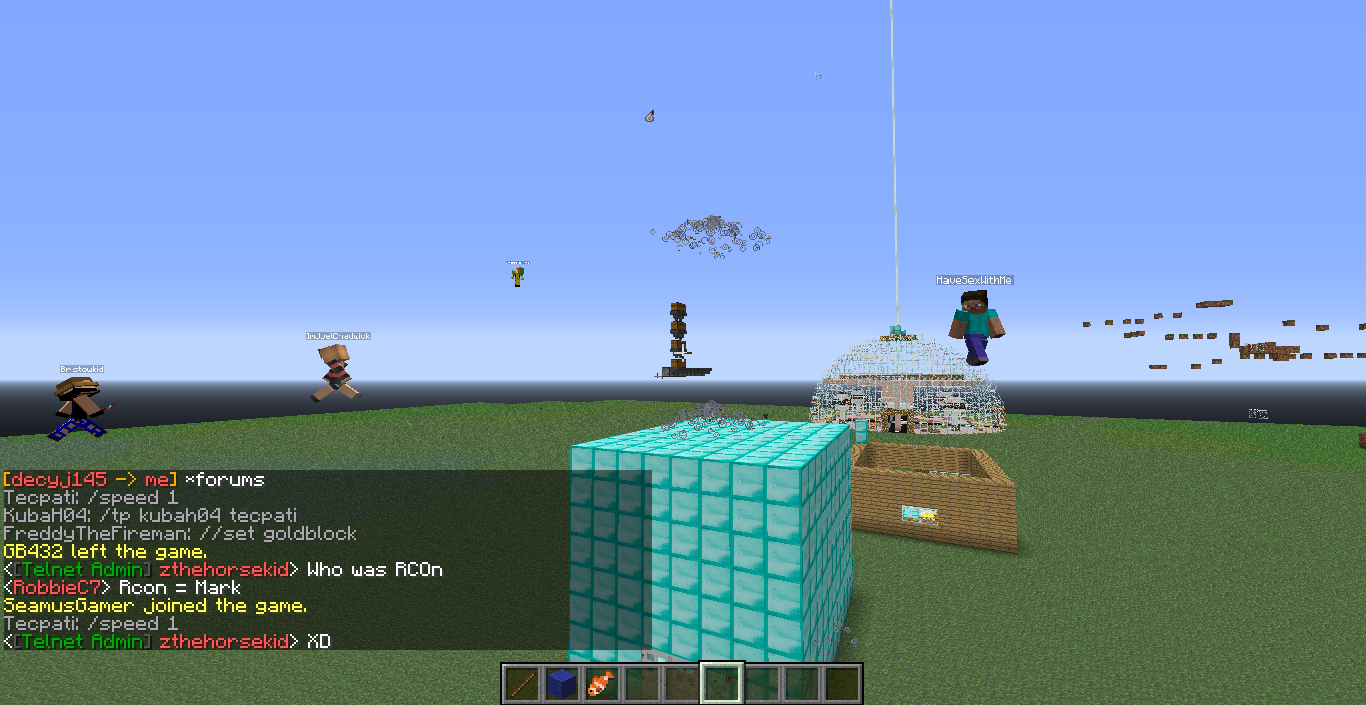 HaveSexWithMe
ImJoelChadwick
Bristowkid
[decyj145 -> me] *forums
Tecpati: /speed 1
KubaH04: /tp kubah04 tecpati
FreddyTheFireman: //set goldblock
GB432 left the game.
<[Telnet Admin] zthehorsekid> Who was RCOn
<RobbieC7> Rcon = Mark
SeamusGamer joined the game.
Tecpati: /speed 1
<[Telnet Admin] zthehorsekid> XD